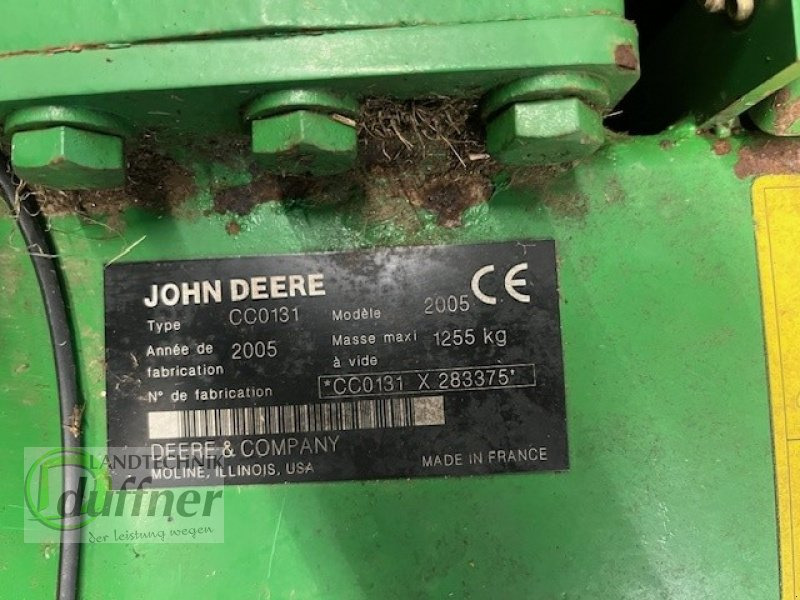 JOHN DEERE
Type CC0131 Modèle 2005 CE
Année de fabrication 2005 Masse maxi à vide 1255 kg
N° de fabrication *CC0131 X 283375*
DEERE & COMPANY
MOLINE, ILLINOIS, USA MADE IN FRANCE
LANDTECHNIK
duffner
der leistung wegen